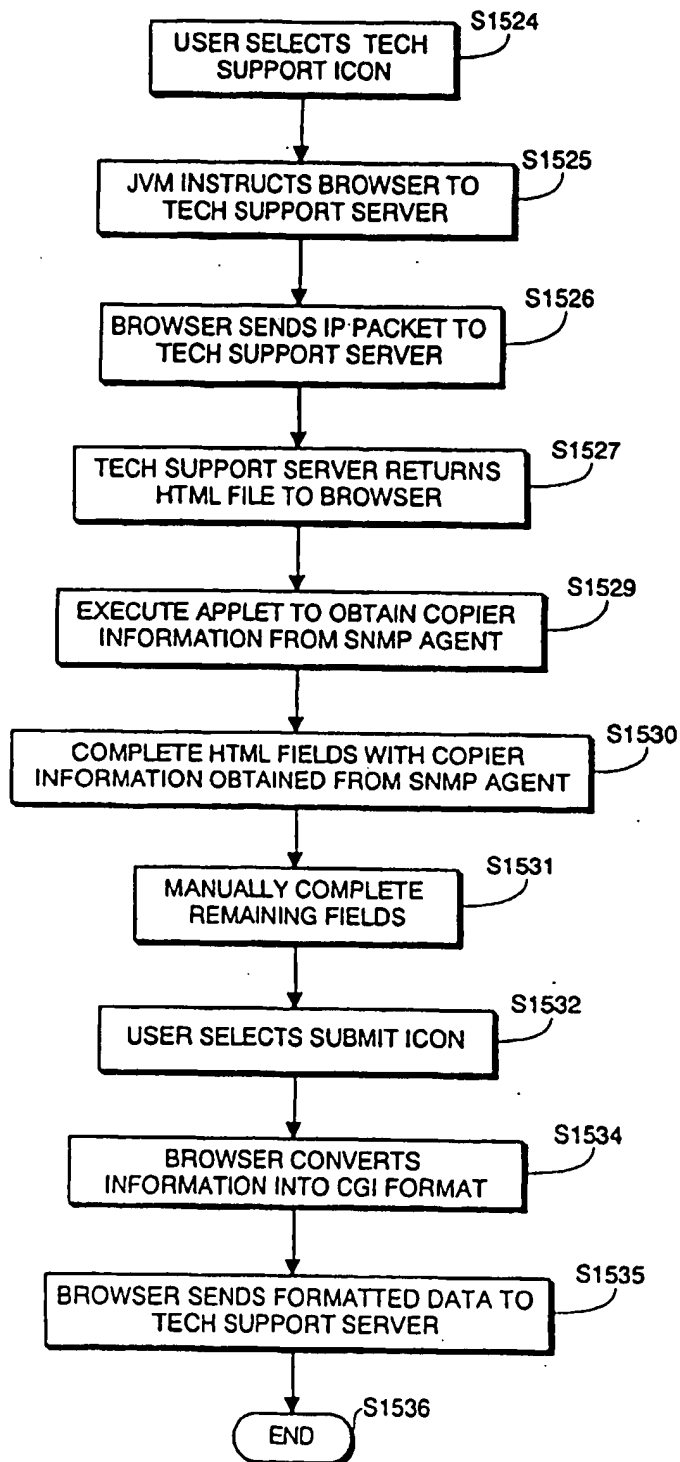 S1524
USER SELECTS TECH
SUPPORT ICON
S1525
JVM INSTRUCTS BROWSER TO
TECH SUPPORT SERVER
S1526
BROWSER SENDS IP PACKET TO
TECH SUPPORT SERVER
S1527
TECH SUPPORT SERVER RETURNS
HTML FILE TO BROWSER
S1529
EXECUTE APPLET TO OBTAIN COPIER
INFORMATION FROM SNMP AGENT
S1530
COMPLETE HTML FIELDS WITH COPIER
INFORMATION OBTAINED FROM SNMP AGENT
S1531
MANUALLY COMPLETE
REMAINING FIELDS
S1532
USER SELECTS SUBMIT ICON
S1534
BROWSER CONVERTS
INFORMATION INTO CGI FORMAT
S1535
BROWSER SENDS FORMATTED DATA TO
TECH SUPPORT SERVER
S1536
END